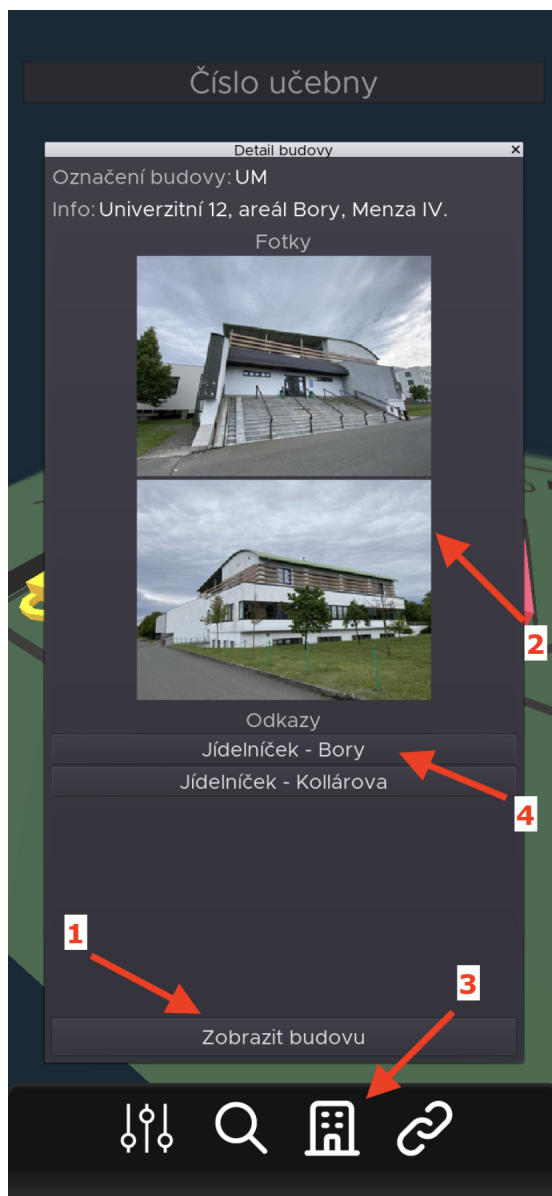 Číslo učebny
Detail budovy ×
Označení budovy: UM
Info: Univerzitní 12, areál Bory, Menza IV.
Fotky
2
Odkazy
Jídelníček - Bory
Jídelníček - Kollárova
4
1
3
Zobrazit budovu